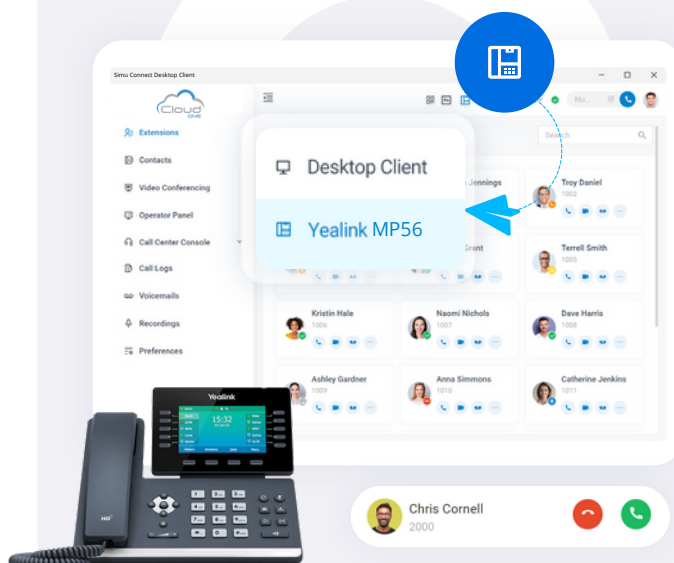 Simu Connect Desktop Client
Cloud
ONE
Nu...
Extensions
Search
Contacts
Desktop Client
Jennings
Troy Daniel
1002
Video Conferencing
Operator Panel
Yealink MP56
Call Center Console
Grant
Terrell Smith
1005
Call Logs
Voicemails
Kristin Hale
1006
Naomi Nichols
1007
Dave Harris
1008
Recordings
Preferences
Ashley Gardner
1009
Anna Simmons
1010
Catherine Jenkins
1011
Yealink
15:32
HD
Chris Cornell
2000